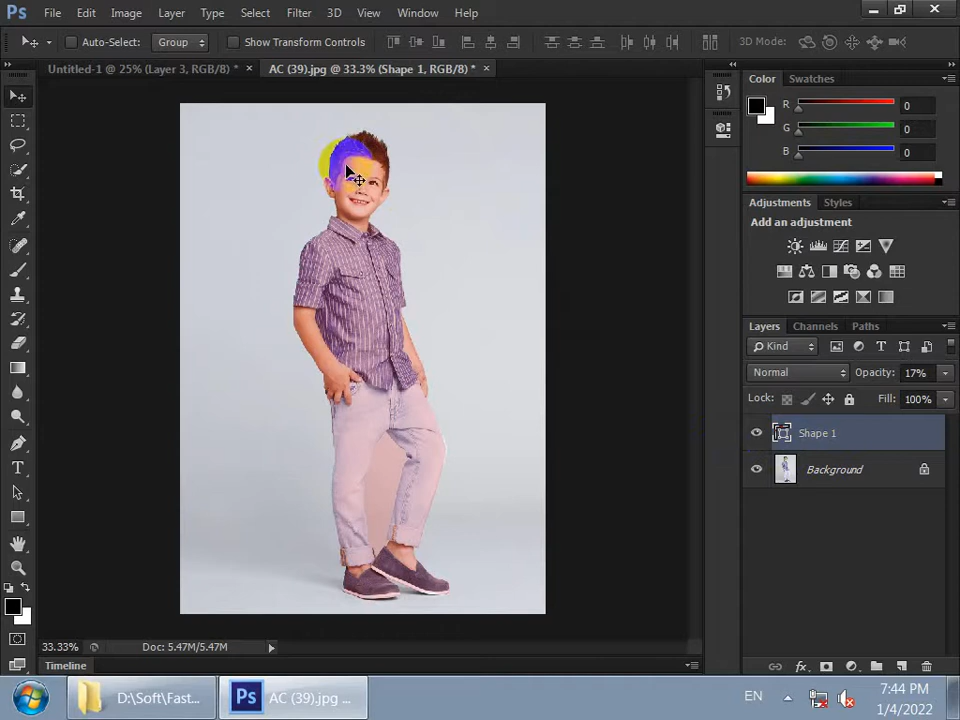 Ps File Edit Image Layer Type Select Filter 3D View Window Help
Auto-Select: Group Show Transform Controls 3D Mode:
Untitled-1 @ 25% (Layer 3, RGB/8) * × AC (39).jpg @ 33.3% (Shape 1, RGB/8) * ×
Color Swatches
R 0
G 0
B 0
Adjustments Styles
Add an adjustment
Layers Channels Paths
Kind
Normal Opacity: 17%
Lock: Fill: 100%
Shape 1
Background
33.33% Doc: 5.47M/5.47M
Timeline
D:\Soft\Fast... Ps AC (39).jpg ... EN 7:44 PM
1/4/2022